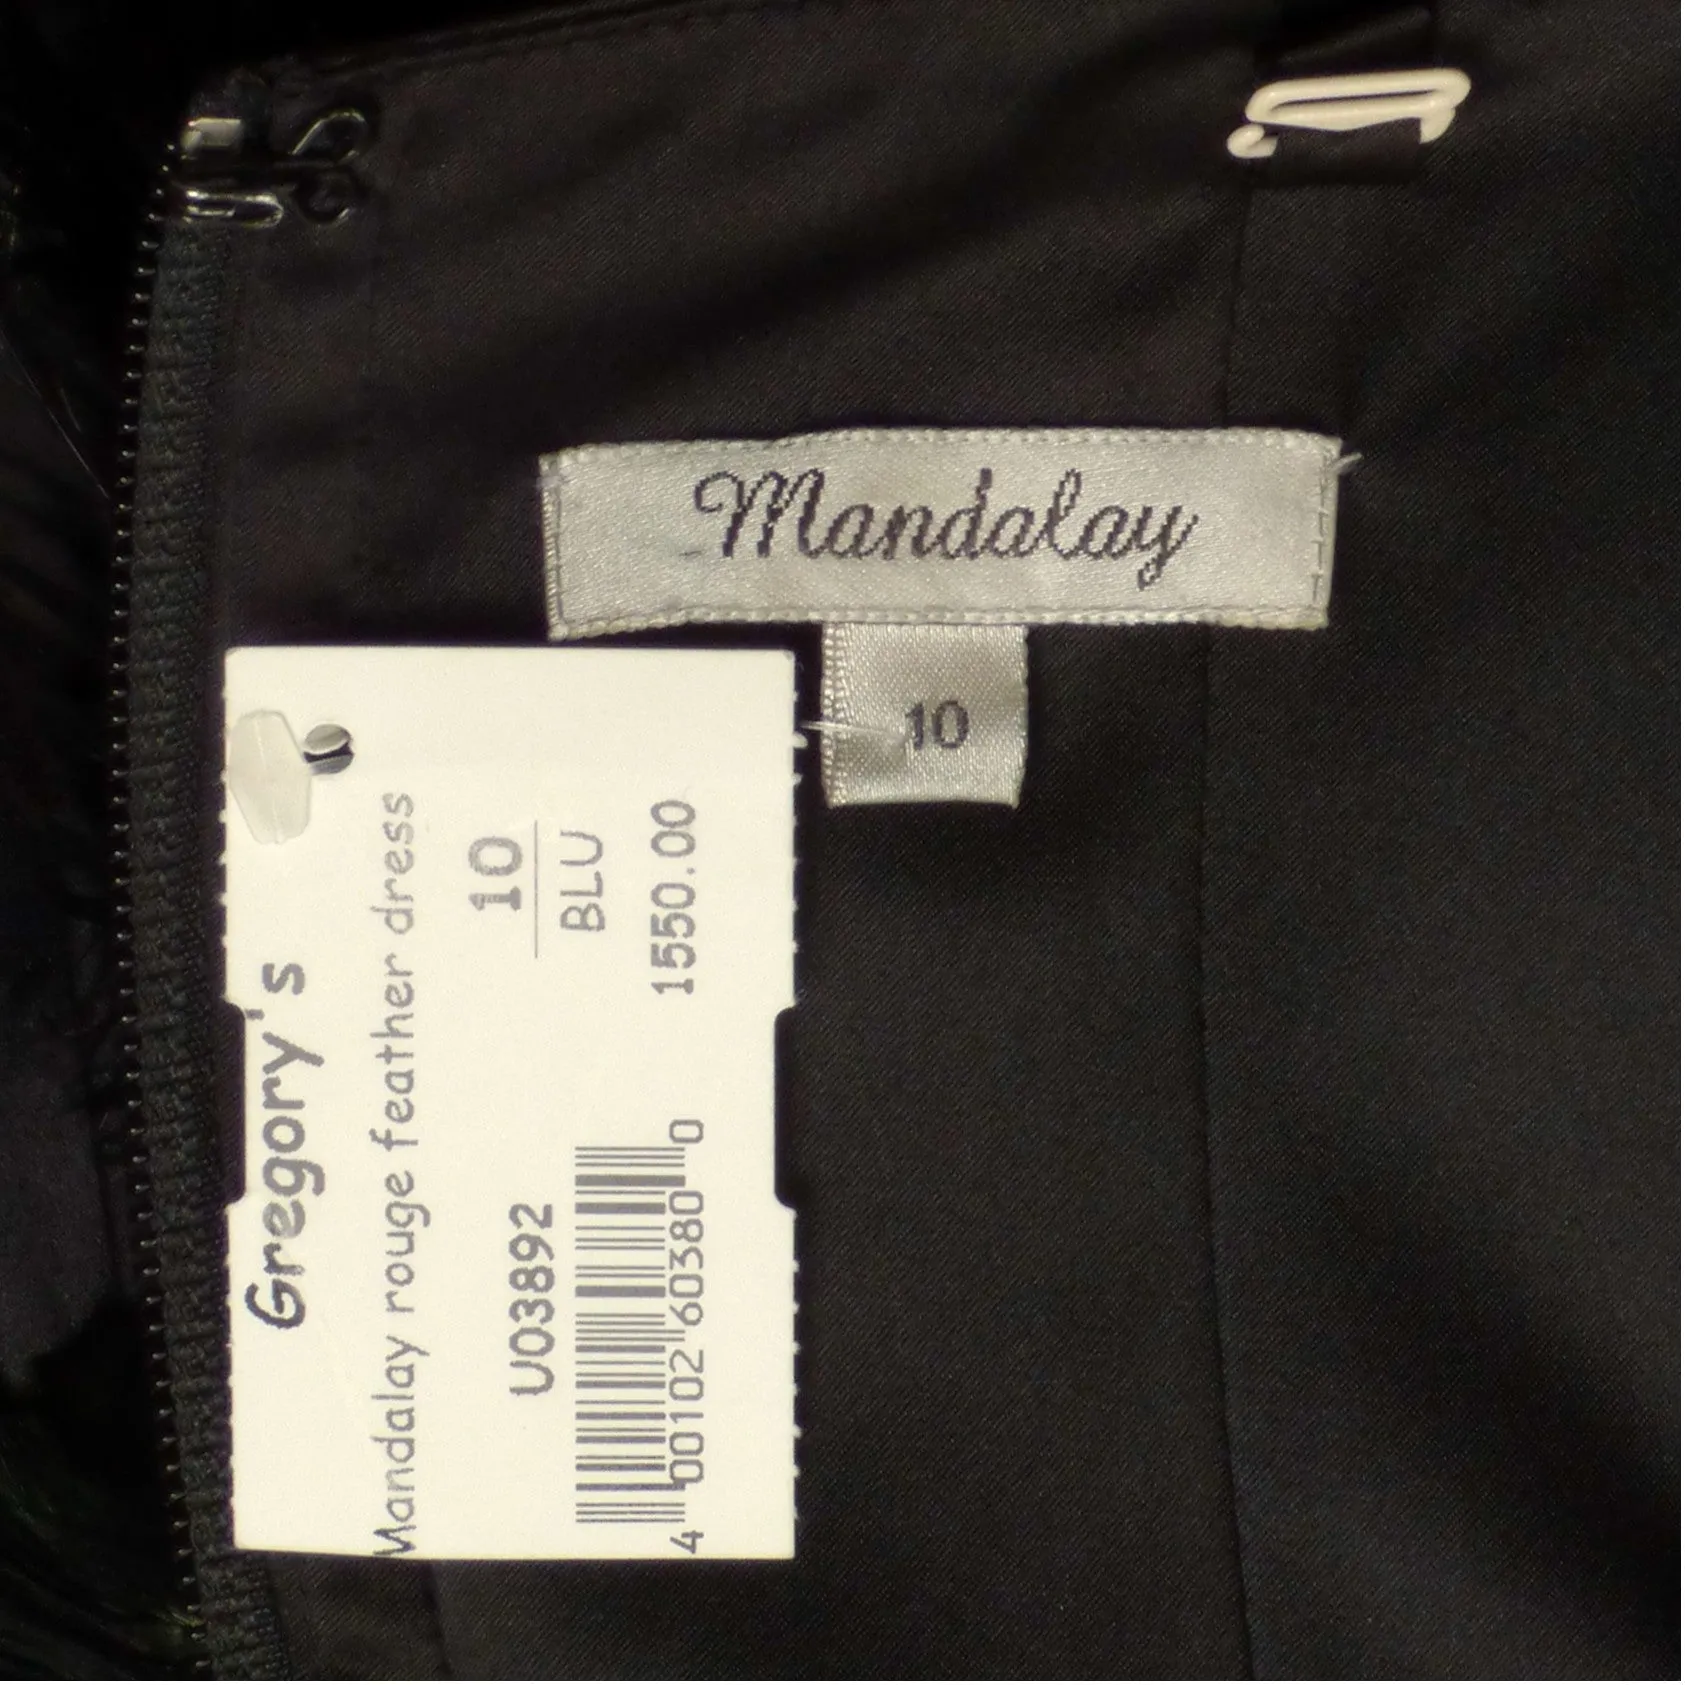 Mandalay
10
Gregory's
Mandalay rouge feather dress
10
BLU
1550.00
U03892
4 00102 60380 0